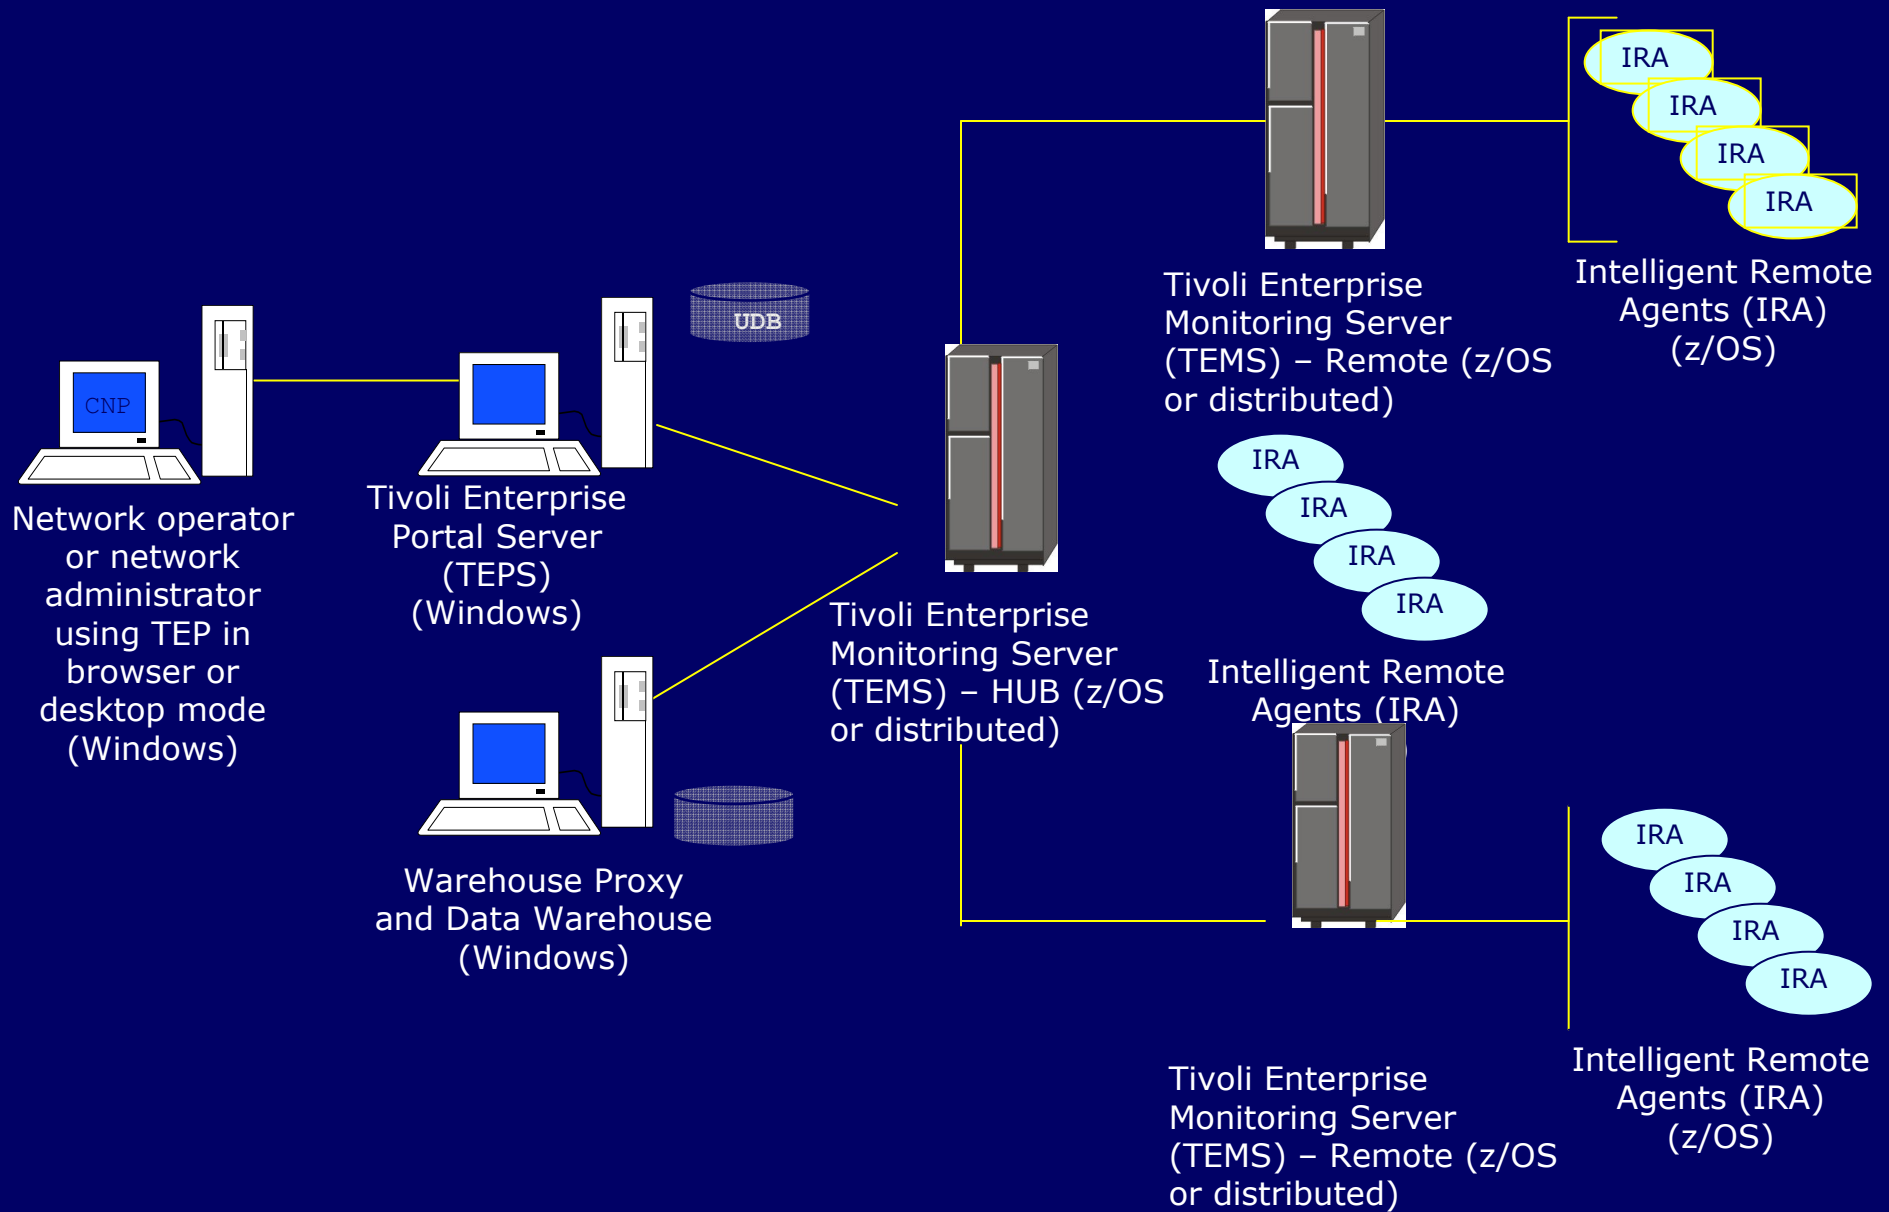 CNP
Network operator
or network
administrator
using TEP in
browser or
desktop mode
(Windows)
UDB
Tivoli Enterprise
Portal Server
(TEPS)
(Windows)
Warehouse Proxy
and Data Warehouse
(Windows)
Tivoli Enterprise
Monitoring Server
(TEMS) – HUB (z/OS
or distributed)
Tivoli Enterprise
Monitoring Server
(TEMS) – Remote (z/OS
or distributed)
IRA
IRA
IRA
IRA
Intelligent Remote
Agents (IRA)
(z/OS)
IRA
IRA
IRA
IRA
Intelligent Remote
Agents (IRA)
IRA
IRA
IRA
IRA
Intelligent Remote
Agents (IRA)
(z/OS)
Tivoli Enterprise
Monitoring Server
(TEMS) – Remote (z/OS
or distributed)